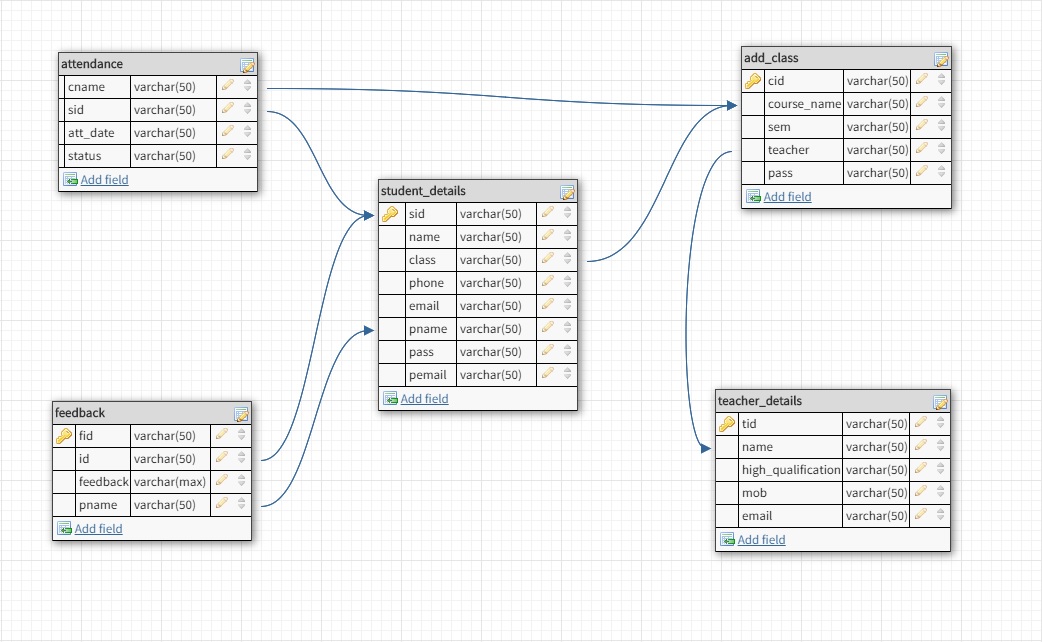 attendance
cname varchar(50)
sid varchar(50)
att_date varchar(50)
status varchar(50)
Add field
add_class
cid varchar(50)
course_name varchar(50)
sem varchar(50)
teacher varchar(50)
pass varchar(50)
Add field
student_details
sid varchar(50)
name varchar(50)
class varchar(50)
phone varchar(50)
email varchar(50)
pname varchar(50)
pass varchar(50)
pemail varchar(50)
Add field
feedback
fid varchar(50)
id varchar(50)
feedback varchar(max)
pname varchar(50)
Add field
teacher_details
tid varchar(50)
name varchar(50)
high_qualification varchar(50)
mob varchar(50)
email varchar(50)
Add field